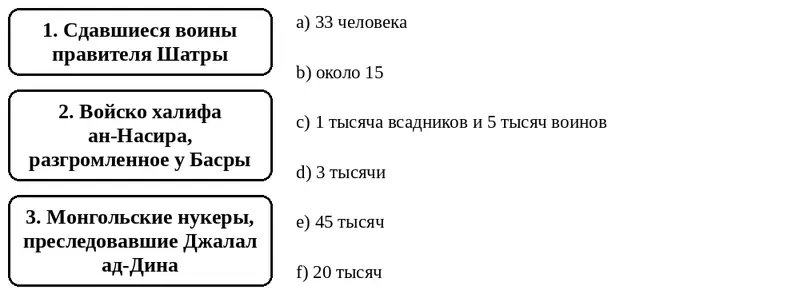 1. Сдавшиеся воины
правителя Шатры
2. Войско халифа
ан-Насира,
разгромленное у Басры
3. Монгольские нукеры,
преследовавшие Джалал
ад-Дина
a) 33 человека
b) около 15
c) 1 тысяча всадников и 5 тысяч воинов
d) 3 тысячи
e) 45 тысяч
f) 20 тысяч